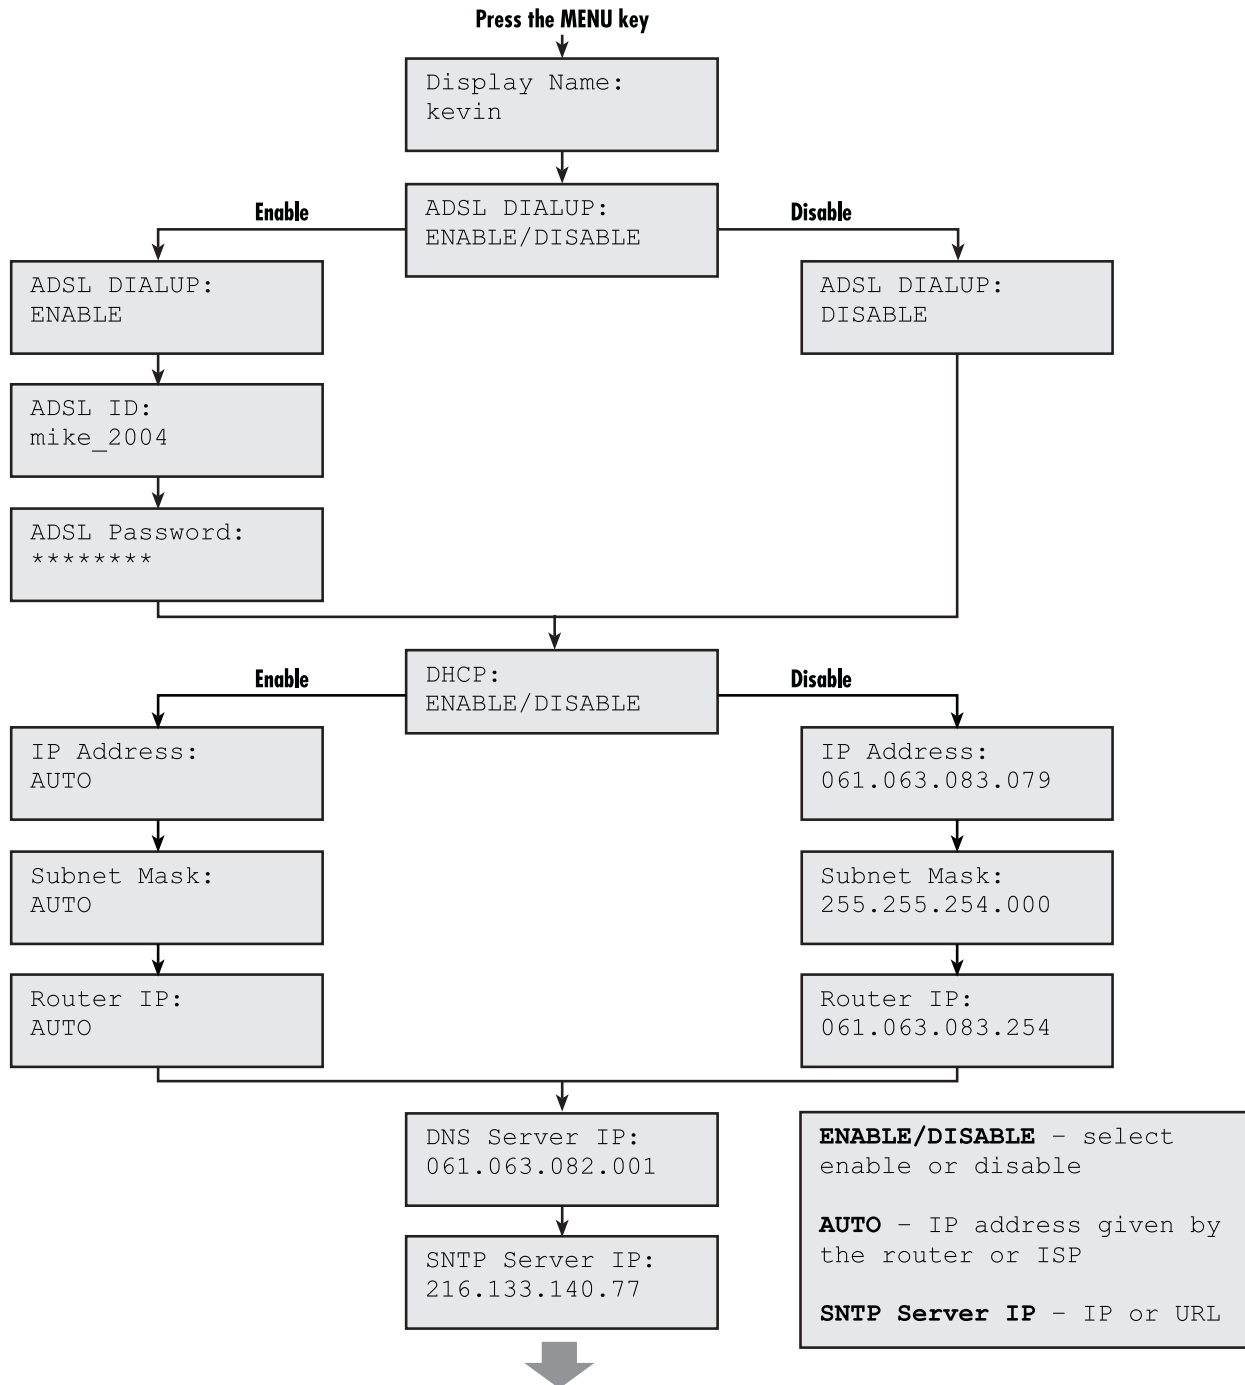 Press the MENU key
Display Name:
kevin
ADSL DIALUP:
ENABLE/DISABLE
Enable
Disable
ADSL DIALUP:
ENABLE
ADSL DIALUP:
DISABLE
ADSL ID:
mike_2004
ADSL Password:
********
DHCP:
ENABLE/DISABLE
Enable
Disable
IP Address:
AUTO
IP Address:
061.063.083.079
Subnet Mask:
AUTO
Subnet Mask:
255.255.254.000
Router IP:
AUTO
Router IP:
061.063.083.254
DNS Server IP:
061.063.082.001
SNTP Server IP:
216.133.140.77
ENABLE/DISABLE – select
enable or disable
AUTO – IP address given by
the router or ISP
SNTP Server IP – IP or URL